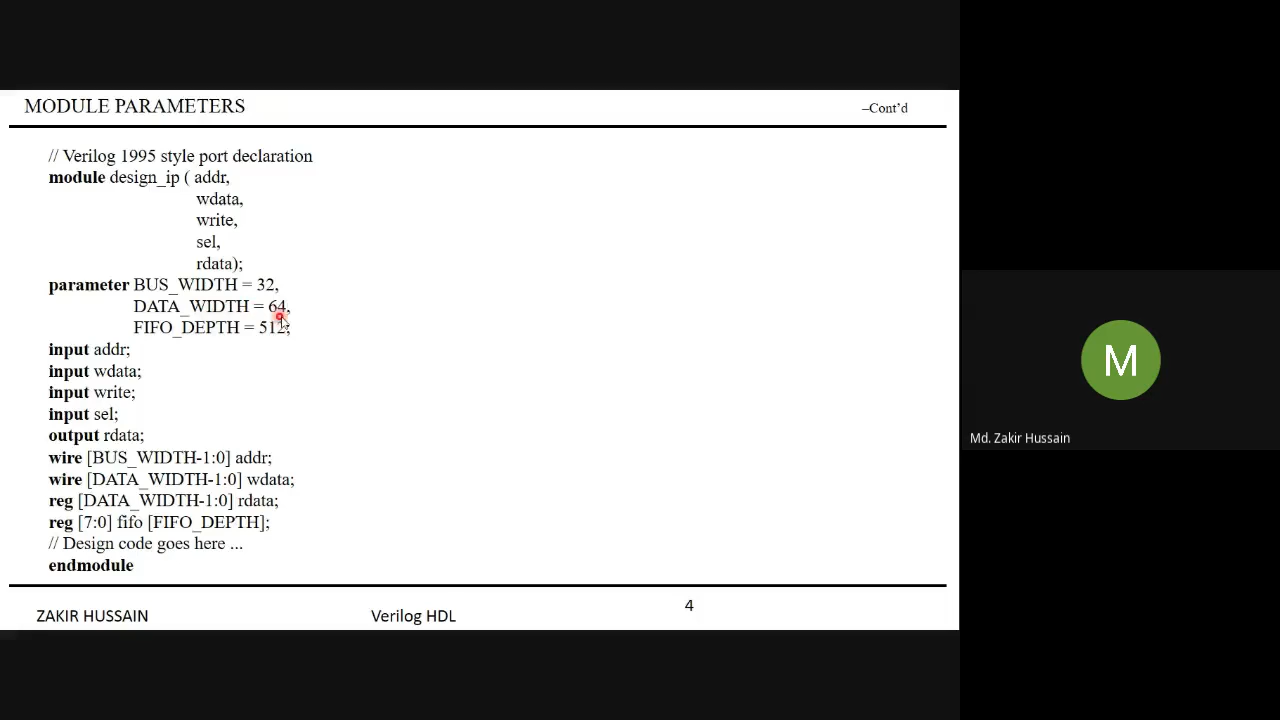 MODULE PARAMETERS
–Cont’d
// Verilog 1995 style port declaration
module design_ip ( addr,
wdata,
write,
sel,
rdata);
parameter BUS_WIDTH = 32,
DATA_WIDTH = 64,
FIFO_DEPTH = 512;
input addr;
input wdata;
input write;
input sel;
output rdata;
wire [BUS_WIDTH-1:0] addr;
wire [DATA_WIDTH-1:0] wdata;
reg [DATA_WIDTH-1:0] rdata;
reg [7:0] fifo [FIFO_DEPTH];
// Design code goes here ...
endmodule
ZAKIR HUSSAIN
Verilog HDL
4
M
Md. Zakir Hussain